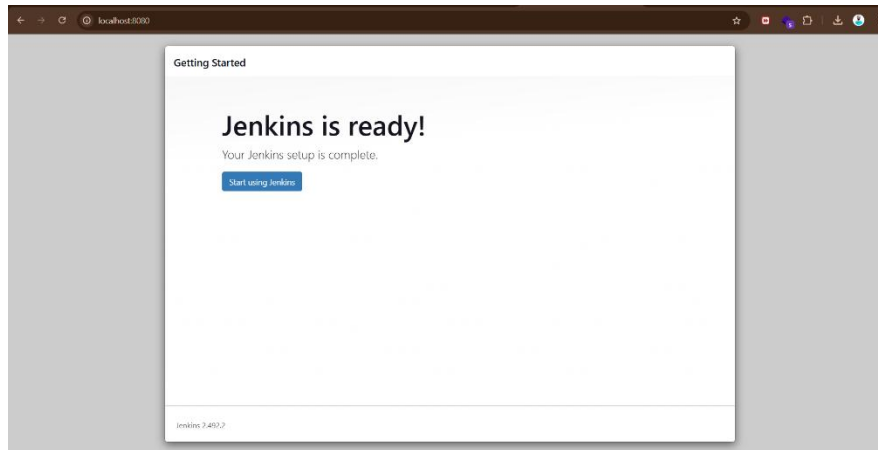 localhost:8080
Getting Started
Jenkins is ready!
Your Jenkins setup is complete.
Start using Jenkins
Jenkins 2.492.2